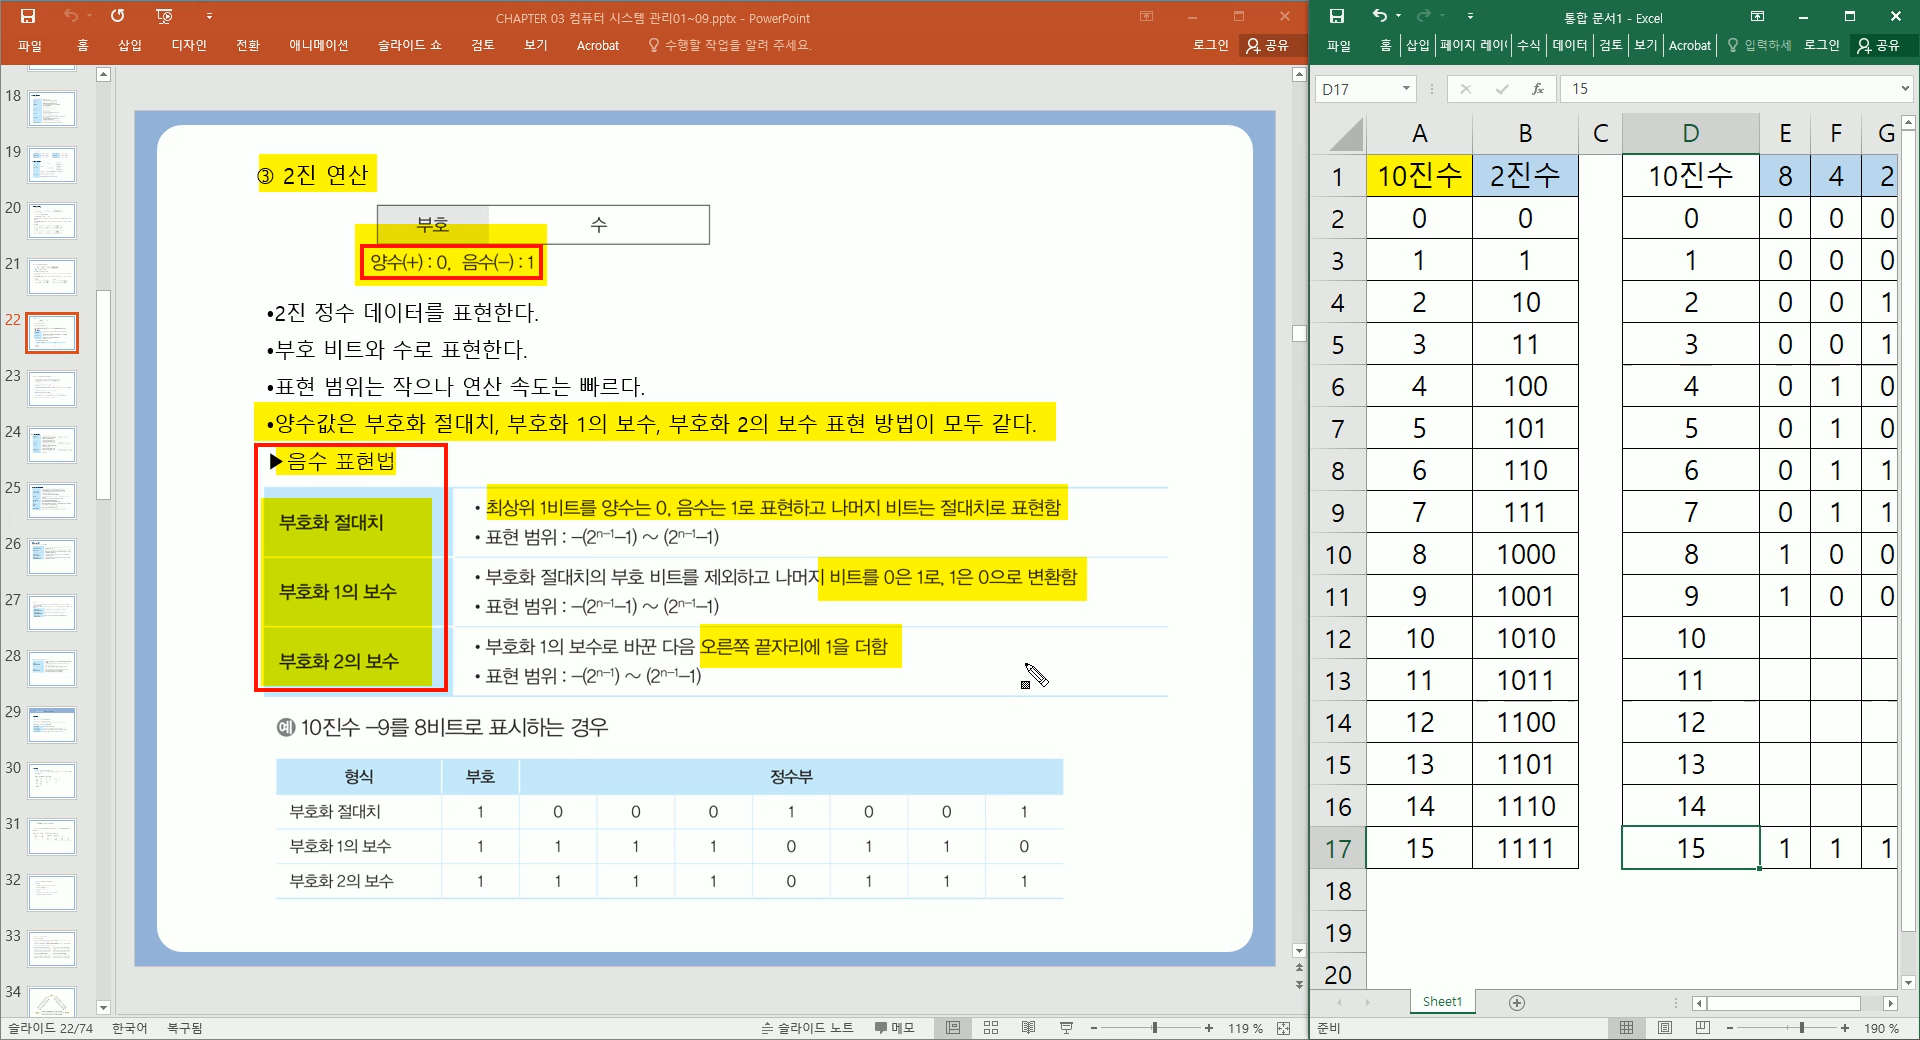 CHAPTER 03 컴퓨터 시스템 관리01~09.pptx - PowerPoint
파일 홈 삽입 디자인 전환 애니메이션 슬라이드 쇼 검토 보기 Acrobat 수행할 작업을 알려 주세요. 로그인 공유
18
19
20
21
22
23
24
25
26
27
28
29
30
31
32
33
34
③ 2진 연산
부호 수
양수(+) : 0, 음수(−) : 1
•2진 정수 데이터를 표현한다.
•부호 비트와 수로 표현한다.
•표현 범위는 작으나 연산 속도는 빠르다.
•양수값은 부호화 절대치, 부호화 1의 보수, 부호화 2의 보수 표현 방법이 모두 같다.
▶음수 표현법
부호화 절대치
• 최상위 1비트를 양수는 0, 음수는 1로 표현하고 나머지 비트는 절대치로 표현함
• 표현 범위 : −(2ⁿ⁻¹−1) ~ (2ⁿ⁻¹−1)
부호화 1의 보수
• 부호화 절대치의 부호 비트를 제외하고 나머지 비트를 0은 1로, 1은 0으로 변환함
• 표현 범위 : −(2ⁿ⁻¹−1) ~ (2ⁿ⁻¹−1)
부호화 2의 보수
• 부호화 1의 보수로 바꾼 다음 오른쪽 끝자리에 1을 더함
• 표현 범위 : −(2ⁿ⁻¹) ~ (2ⁿ⁻¹−1)
예 10진수 −9를 8비트로 표시하는 경우
형식 부호 정수부
부호화 절대치 1 0 0 0 1 0 0 1
부호화 1의 보수 1 1 1 1 0 1 1 0
부호화 2의 보수 1 1 1 1 0 1 1 1
슬라이드 22/74 한국어 복구됨 슬라이드 노트 메모 119 %
통합 문서1 - Excel
파일 홈 삽입 페이지 레이 수식 데이터 검토 보기 Acrobat 입력하세 로그인 공유
D17 fx 15
A B C D E F G
1 10진수 2진수 10진수 8 4 2
2 0 0 0 0 0 0
3 1 1 1 0 0 0
4 2 10 2 0 0 1
5 3 11 3 0 0 1
6 4 100 4 0 1 0
7 5 101 5 0 1 0
8 6 110 6 0 1 1
9 7 111 7 0 1 1
10 8 1000 8 1 0 0
11 9 1001 9 1 0 0
12 10 1010 10
13 11 1011 11
14 12 1100 12
15 13 1101 13
16 14 1110 14
17 15 1111 15 1 1 1
18
19
20
Sheet1
준비 190 %